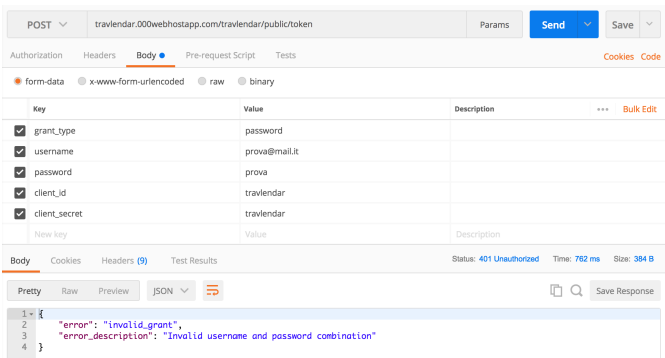 POST travlendar.000webhostapp.com/travlendar/public/token Params Send Save
Authorization Headers Body Pre-request Script Tests Cookies Code
form-data x-www-form-urlencoded raw binary
Key Value Description ••• Bulk Edit
grant_type password
username prova@mail.it
password prova
client_id travlendar
client_secret travlendar
New key Value Description
Body Cookies Headers (9) Test Results Status: 401 Unauthorized Time: 762 ms Size: 384 B
Pretty Raw Preview JSON Save Response
1 {
2 "error": "invalid_grant",
3 "error_description": "Invalid username and password combination"
4 }